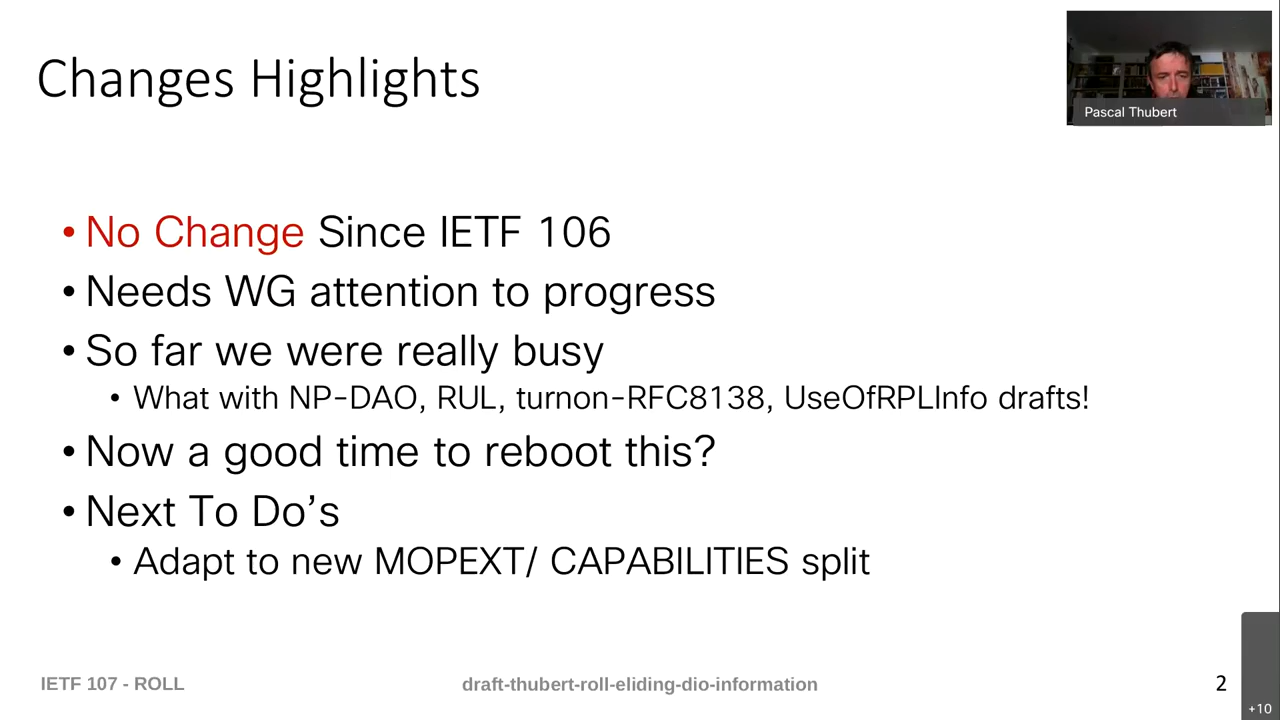 Changes Highlights
Pascal Thubert
• No Change Since IETF 106
• Needs WG attention to progress
• So far we were really busy
• What with NP-DAO, RUL, turnon-RFC8138, UseOfRPLInfo drafts!
• Now a good time to reboot this?
• Next To Do’s
• Adapt to new MOPEXT/ CAPABILITIES split
IETF 107 - ROLL
draft-thubert-roll-eliding-dio-information
2
+10